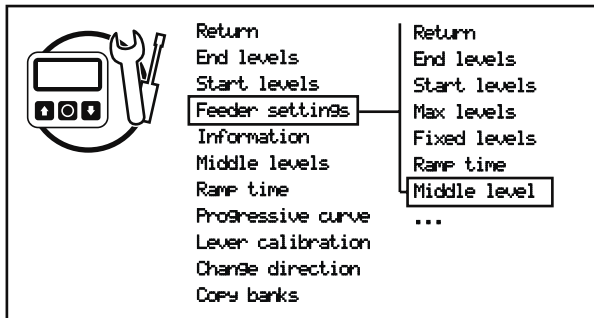 Return
End levels
Start levels
Feeder settings
Information
Middle levels
Ramp time
Progressive curve
Lever calibration
Change direction
Copy banks
Return
End levels
Start levels
Max levels
Fixed levels
Ramp time
Middle level
...